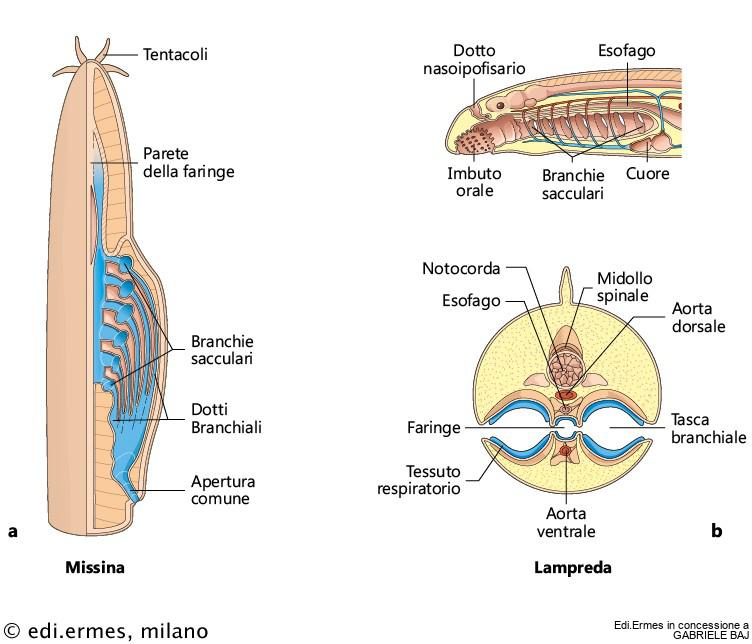 Tentacoli
Parete
della faringe
Branchie
sacculari
Dotti
Branchiali
Apertura
comune
a
Missina
Dotto
nasoipofisario
Esofago
Imbuto
orale
Branchie
sacculari
Cuore
Notocorda
Esofago
Midollo
spinale
Aorta
dorsale
Faringe
Tasca
branchiale
Tessuto
respiratorio
Aorta
ventrale
b
Lampreda
© edi.ermes, milano
Edi.Ermes in concessione a
GABRIELE BAJ